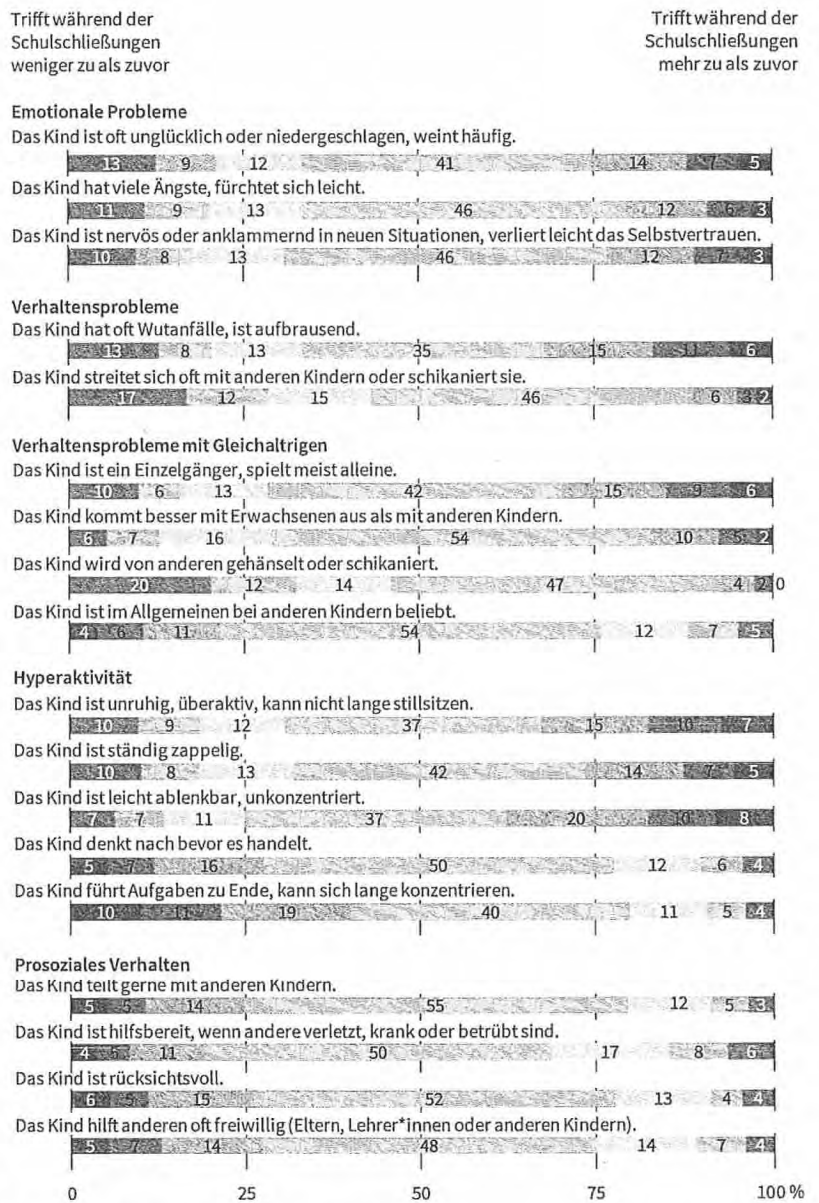 Trifft während der
Schulschließungen
weniger zu als zuvor
Trifft während der
Schulschließungen
mehr zu als zuvor
Emotionale Probleme
Das Kind ist oft unglücklich oder niedergeschlagen, weint häufig.
13 9 12 41 14 7 5
Das Kind hat viele Ängste, fürchtet sich leicht.
11 9 13 46 12 6 3
Das Kind ist nervös oder anklammernd in neuen Situationen, verliert leicht das Selbstvertrauen.
10 8 13 46 12 7 3
Verhaltensprobleme
Das Kind hat oft Wutanfälle, ist aufbrausend.
13 8 13 35 15 11 6
Das Kind streitet sich oft mit anderen Kindern oder schikaniert sie.
17 12 15 46 6 3 2
Verhaltensprobleme mit Gleichaltrigen
Das Kind ist ein Einzelgänger, spielt meist alleine.
10 6 13 42 15 9 6
Das Kind kommt besser mit Erwachsenen aus als mit anderen Kindern.
6 7 16 54 10 5 2
Das Kind wird von anderen gehänselt oder schikaniert.
20 12 14 47 4 2 0
Das Kind ist im Allgemeinen bei anderen Kindern beliebt.
4 6 11 54 12 7 5
Hyperaktivität
Das Kind ist unruhig, überaktiv, kann nicht lange stillsitzen.
10 9 12 37 15 10 7
Das Kind ist ständig zappelig.
10 8 13 42 14 7 5
Das Kind ist leicht ablenkbar, unkonzentriert.
7 7 11 37 20 10 8
Das Kind denkt nach bevor es handelt.
5 7 16 50 12 6 4
Das Kind führt Aufgaben zu Ende, kann sich lange konzentrieren.
10 11 19 40 11 5 4
Prosoziales Verhalten
Das Kind teilt gerne mit anderen Kindern.
5 5 14 55 12 5 3
Das Kind ist hilfsbereit, wenn andere verletzt, krank oder betrübt sind.
4 5 11 50 17 8 6
Das Kind ist rücksichtsvoll.
6 5 15 52 13 4 4
Das Kind hilft anderen oft freiwillig (Eltern, Lehrer*innen oder anderen Kindern).
5 7 14 48 14 7 4
0 25 50 75 100 %